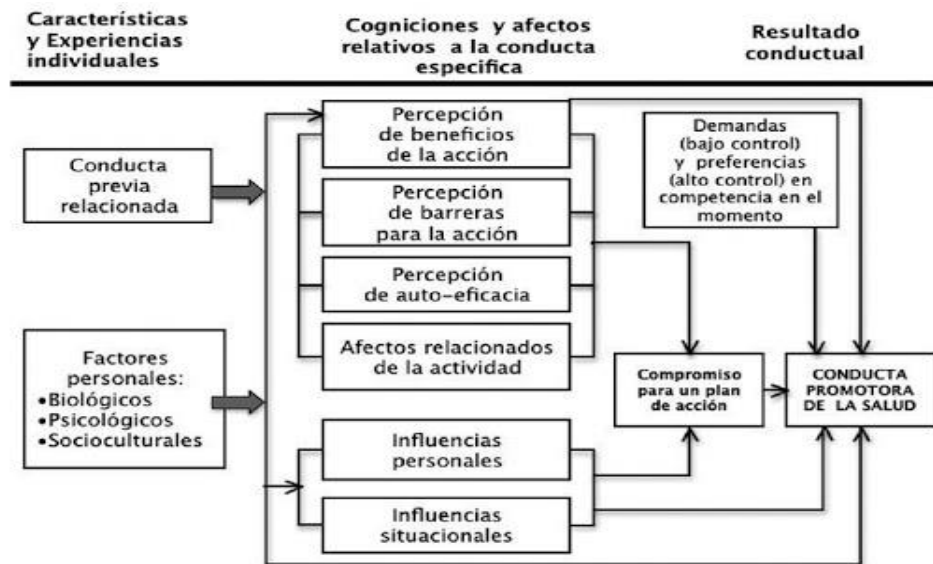 Características
y Experiencias
individuales
Cogniciones y afectos
relativos a la conducta
especifica
Resultado
conductual
Conducta
previa
relacionada
Factores
personales:
•Biológicos
•Psicológicos
•Socioculturales
Percepción
de beneficios
de la acción
Percepción
de barreras
para la acción
Percepción
de auto-eficacia
Afectos relacionados
de la actividad
Influencias
personales
Influencias
situacionales
Demandas
(bajo control)
y preferencias
(alto control) en
competencia en el
momento
Compromiso
para un plan
de acción
CONDUCTA
PROMOTORA
DE LA SALUD